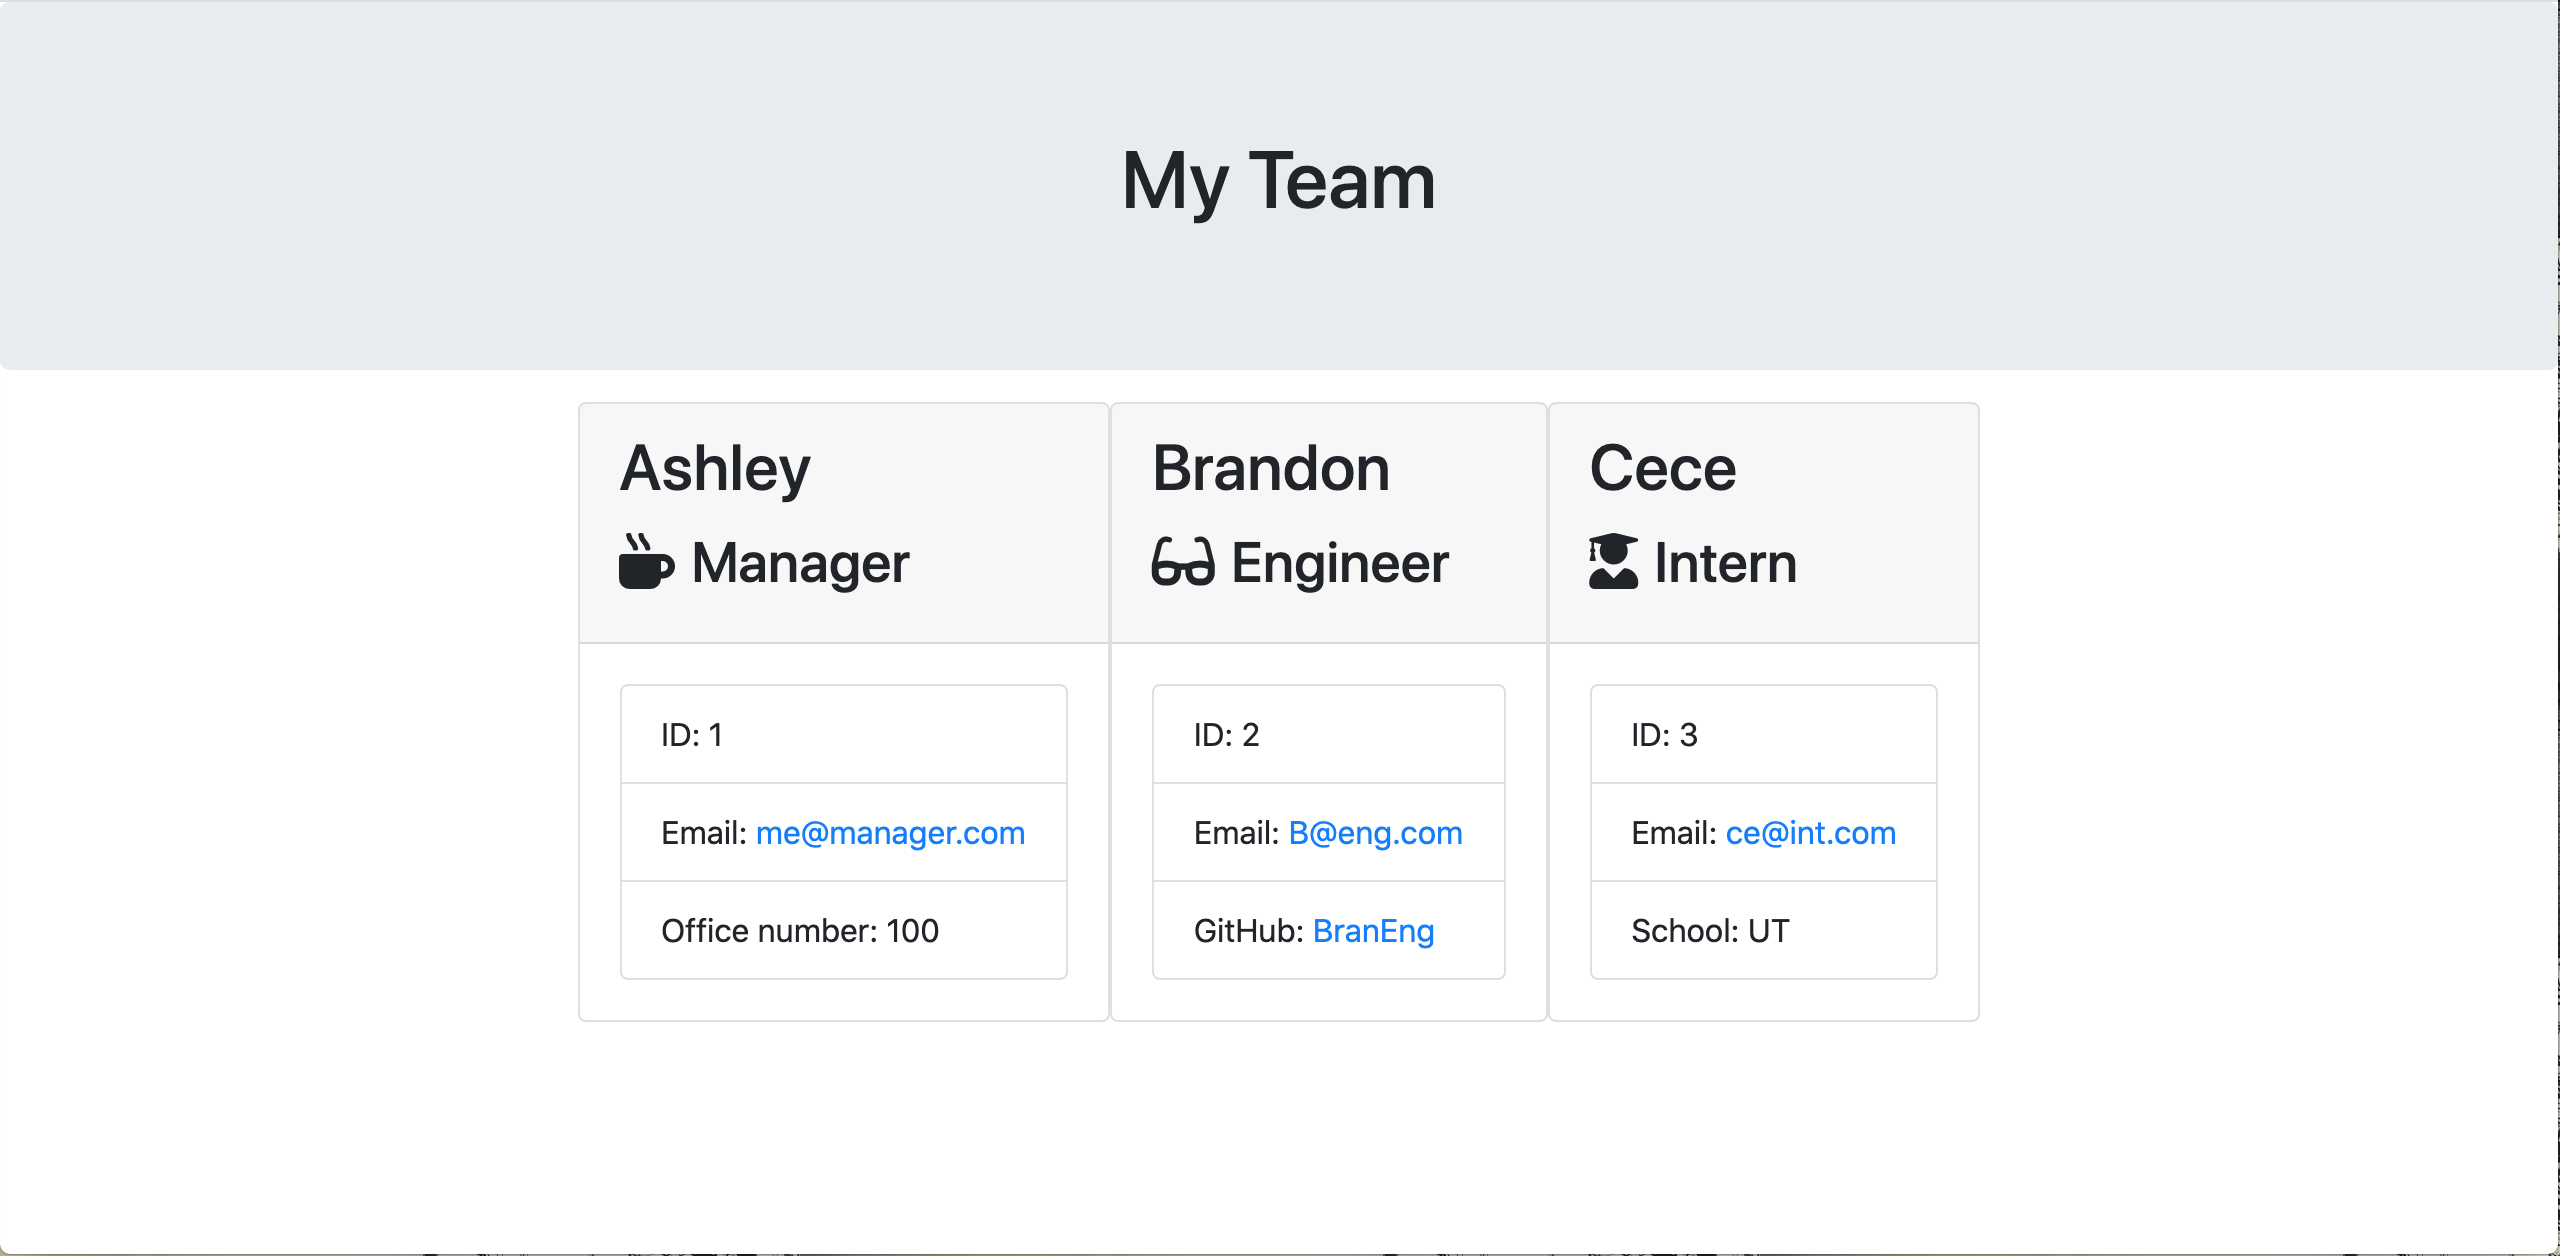 My Team
Ashley
Manager
ID: 1
Email: me@manager.com
Office number: 100
Brandon
Engineer
ID: 2
Email: B@eng.com
GitHub: BranEng
Cece
Intern
ID: 3
Email: ce@int.com
School: UT